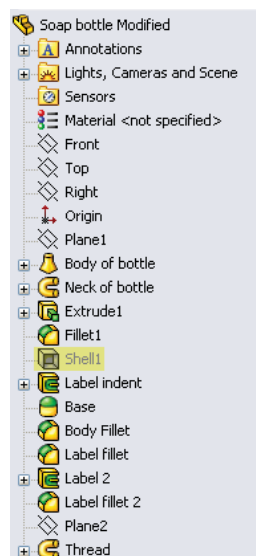 Soap bottle Modified
Annotations
Lights, Cameras and Scene
Sensors
Material <not specified>
Front
Top
Right
Origin
Plane1
Body of bottle
Neck of bottle
Extrude1
Fillet1
Shell1
Label indent
Base
Body Fillet
Label fillet
Label 2
Label fillet 2
Plane2
Thread